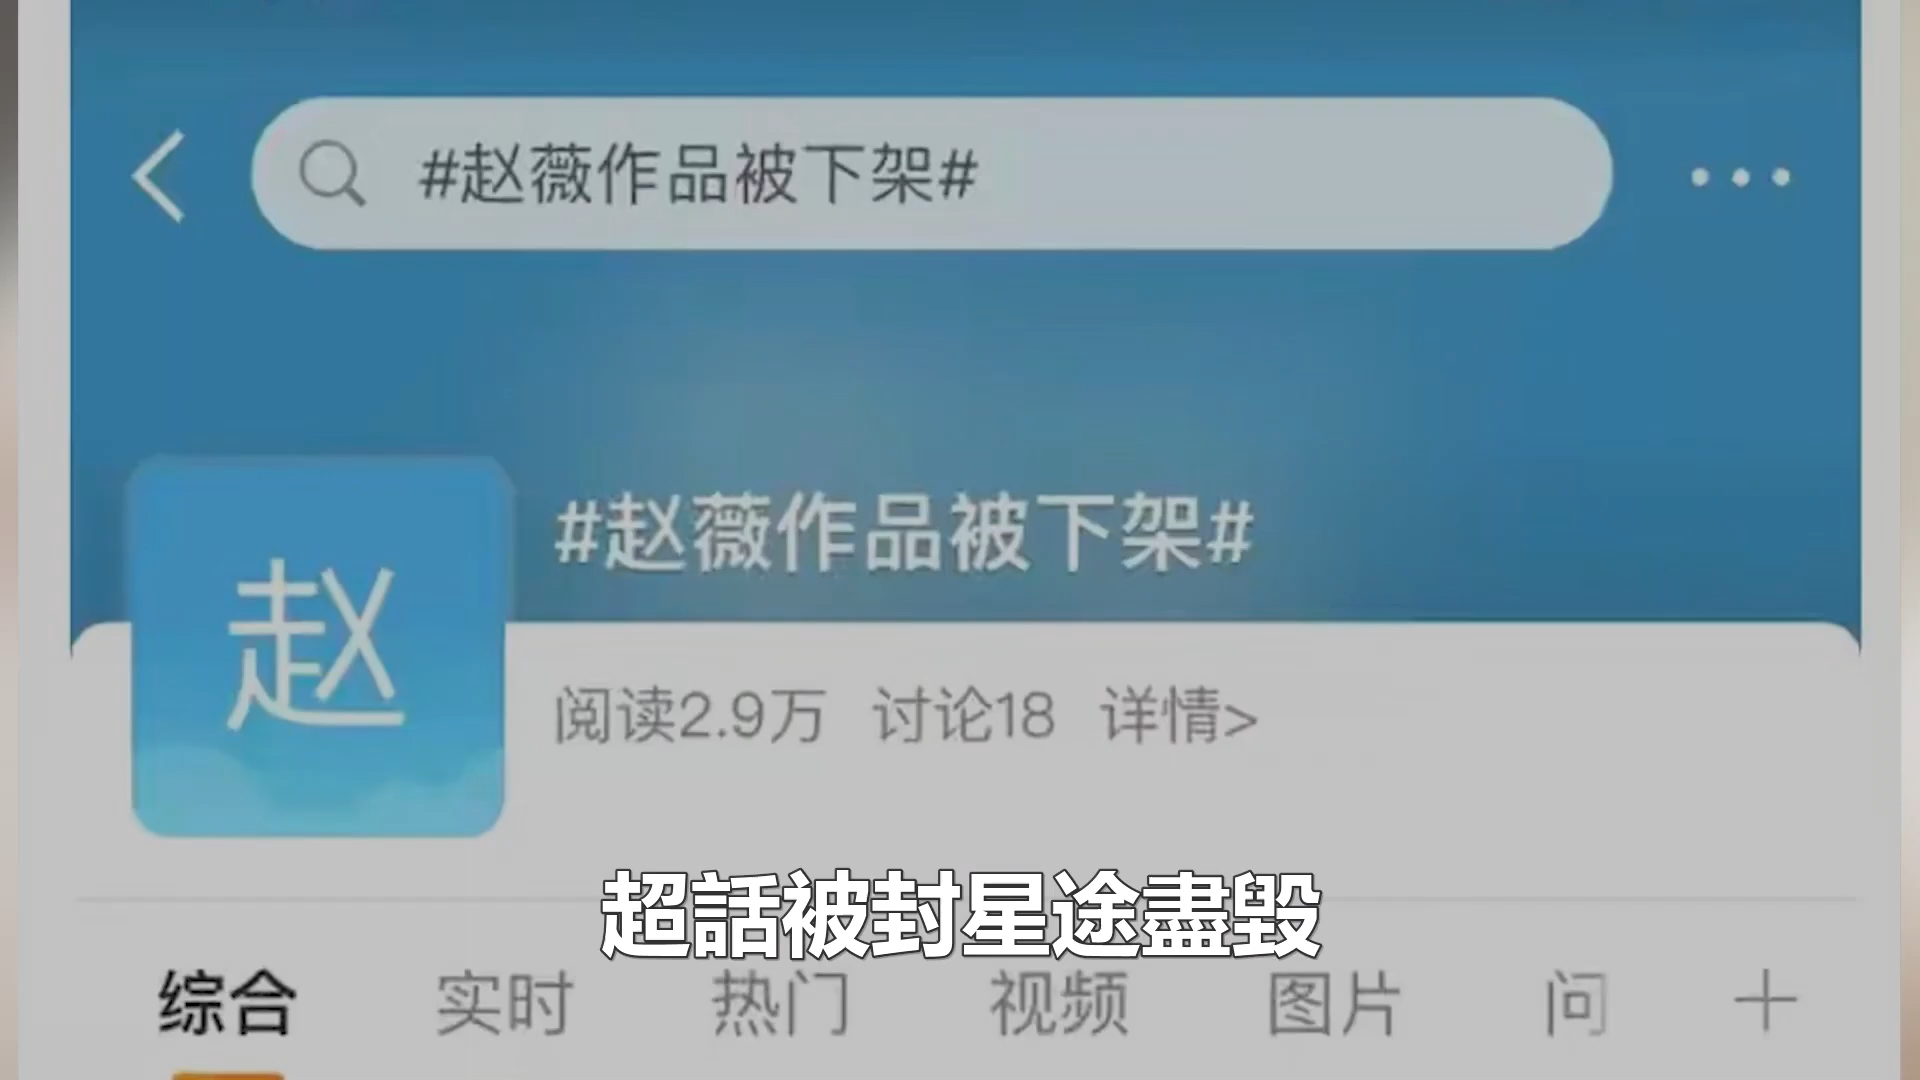 #赵薇作品被下架#
#赵薇作品被下架#
赵
阅读2.9万 讨论18 详情>
超話被封星途盡毀
综合 实时 热门 视频 图片 问